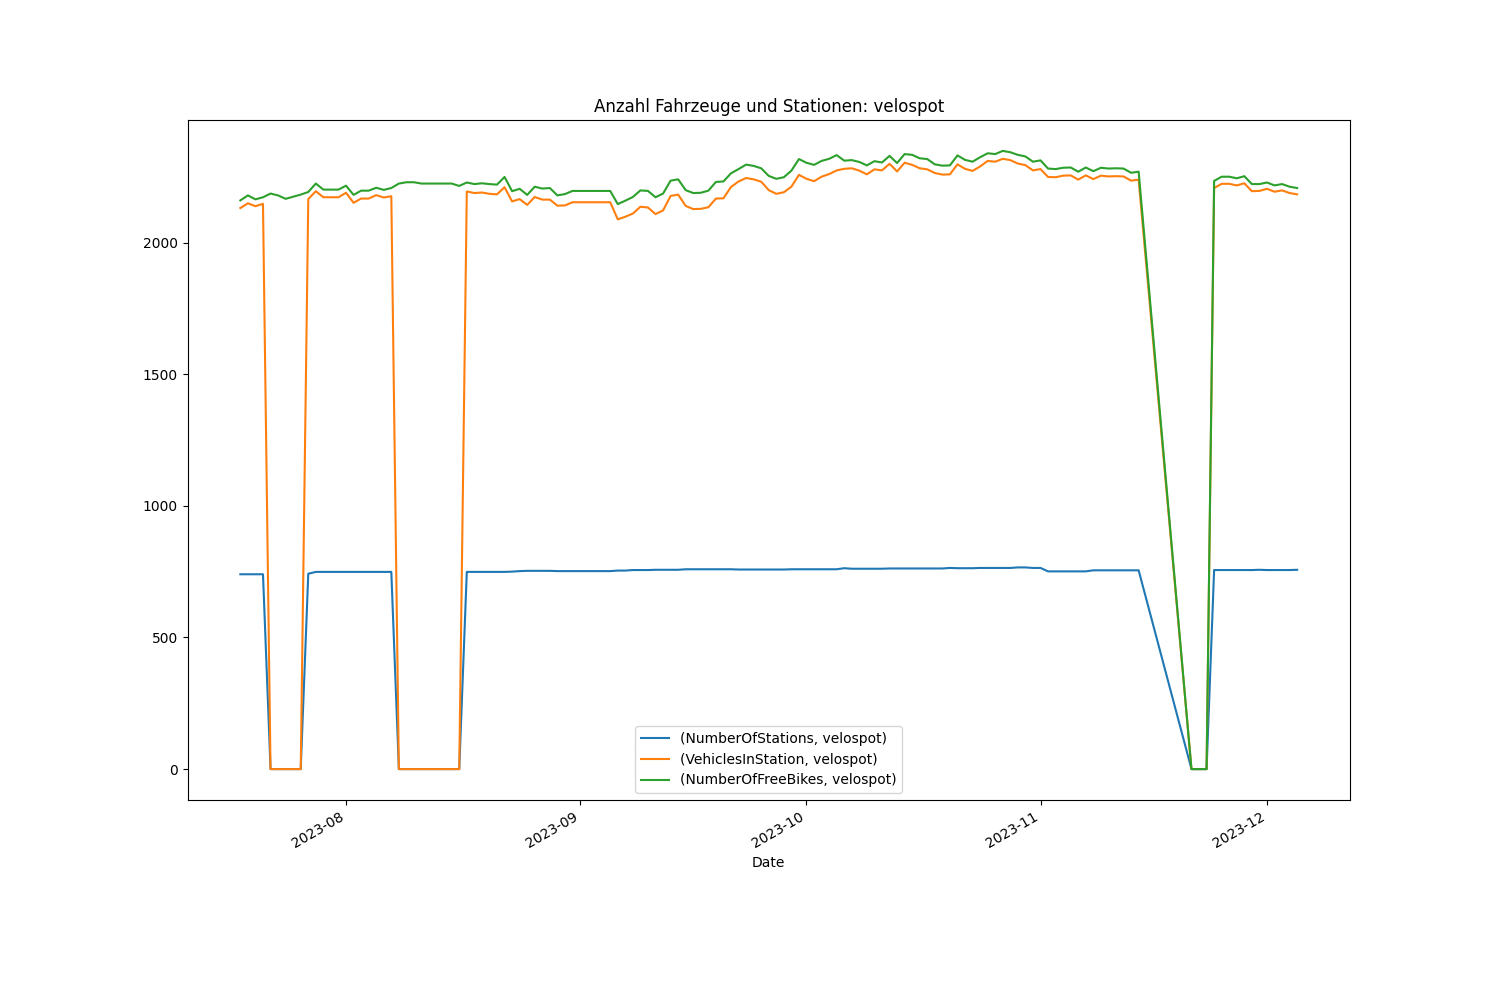 Anzahl Fahrzeuge und Stationen: velospot
2000
1500
1000
500
0
(NumberOfStations, velospot)
(VehiclesInStation, velospot)
(NumberOfFreeBikes, velospot)
2023-08
2023-09
2023-10
2023-11
2023-12
Date